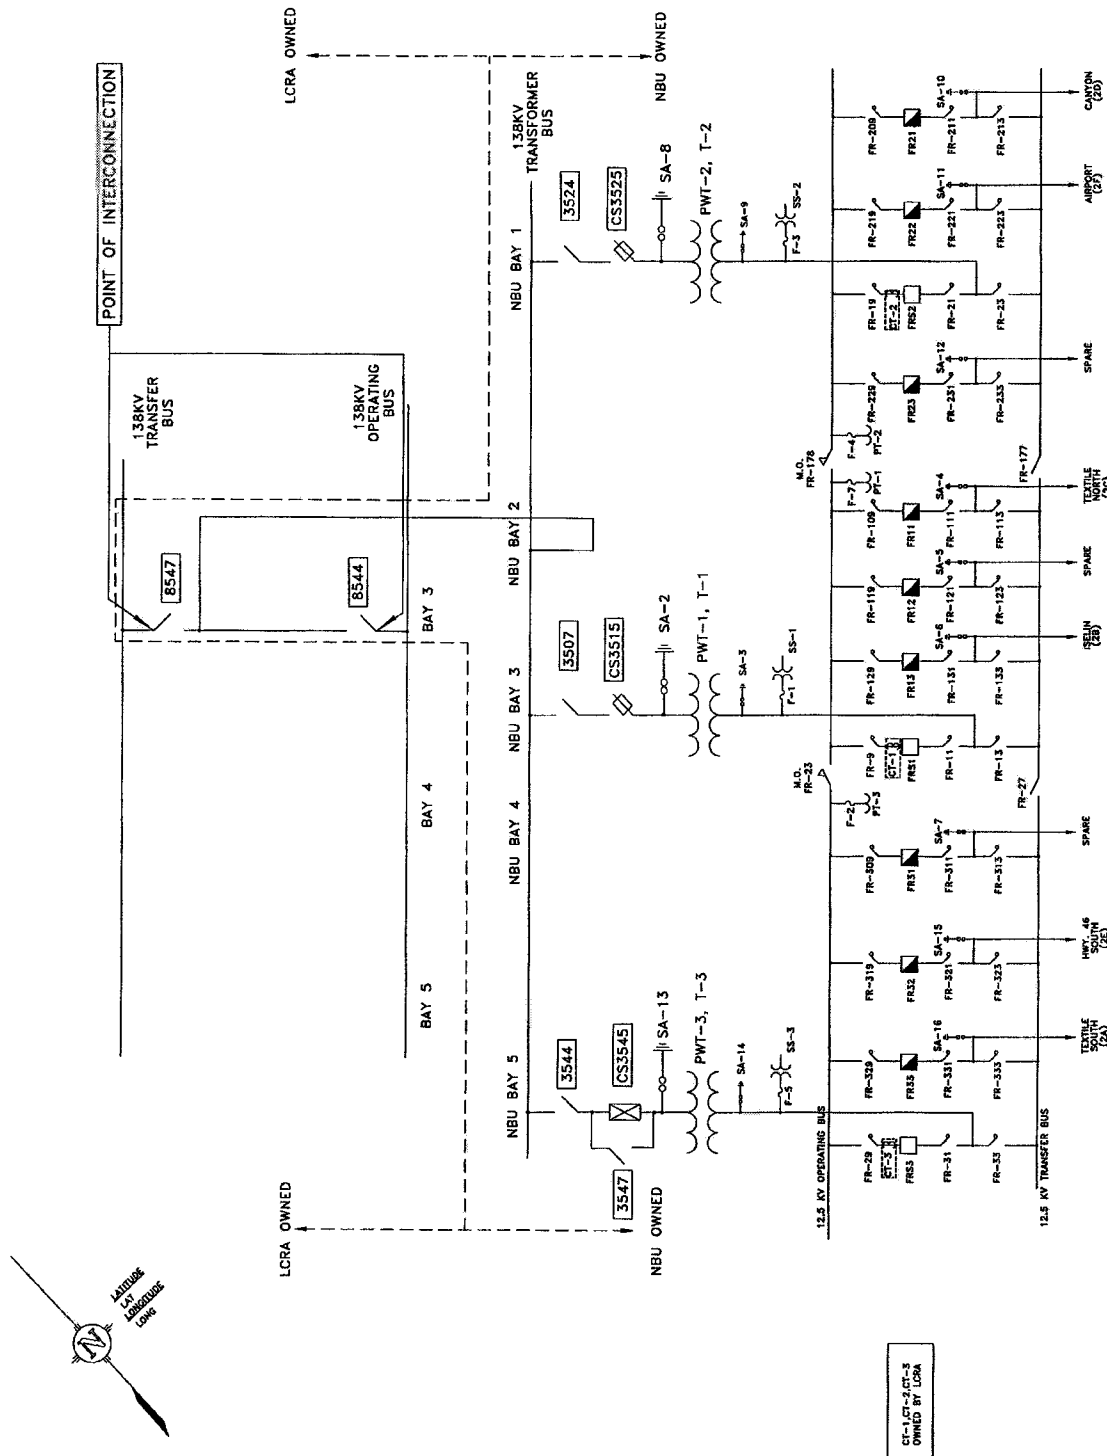 POINT OF INTERCONNECTION
LCRA OWNED
NBU OWNED
138KV
TRANSFER
BUS
138KV
OPERATING
BUS
138KV
TRANSFORMER
BUS
8547
8544
BAY 3
BAY 4
BAY 5
NBU BAY 1
NBU BAY 2
NBU BAY 3
NBU BAY 4
NBU BAY 5
LCRA OWNED
NBU OWNED
3524
CS3525
SA-8
PWT-2, T-2
SA-9
SS-2
F-3
3507
CS3515
SA-2
PWT-1, T-1
SA-3
SS-1
F-1
3544
CS3545
3547
SA-13
PWT-3, T-3
SA-14
SS-3
F-5
12.5 KV OPERATING BUS
12.5 KV TRANSFER BUS
FR-29
CT-3
FRS3
FR-31
FR-33
FR-329
FR33
FR-331
SA-16
FR-333
TEXTILE
SOUTH
(2A)
FR-319
FR32
FR-321
SA-15
FR-323
HWY. 46
SOUTH
(2E)
FR-309
FR31
FR-311
SA-7
FR-313
SPARE
F-2
PT-3
M.O.
FR-23
FR-27
FR-9
CT-1
FRS1
FR-11
FR-13
FR-129
FR13
FR-131
SA-6
FR-133
ISELIN
(2B)
FR-119
FR12
FR-121
SA-5
FR-123
SPARE
FR-109
FR11
FR-111
SA-4
FR-113
TEXTILE
NORTH
F-7
PT-1
M.O.
FR-178
FR-177
F-4
PT-2
FR-229
FR23
FR-231
SA-12
FR-233
SPARE
FR-19
CT-2
FRS2
FR-21
FR-23
FR-219
FR22
FR-221
SA-11
FR-223
AIRPORT
(2F)
FR-209
FR21
FR-211
SA-10
FR-213
CANYON
(2D)
N
LATITUDE
LAT
LONGITUDE
LONG
CT-1,CT-2,CT-3
OWNED BY LCRA